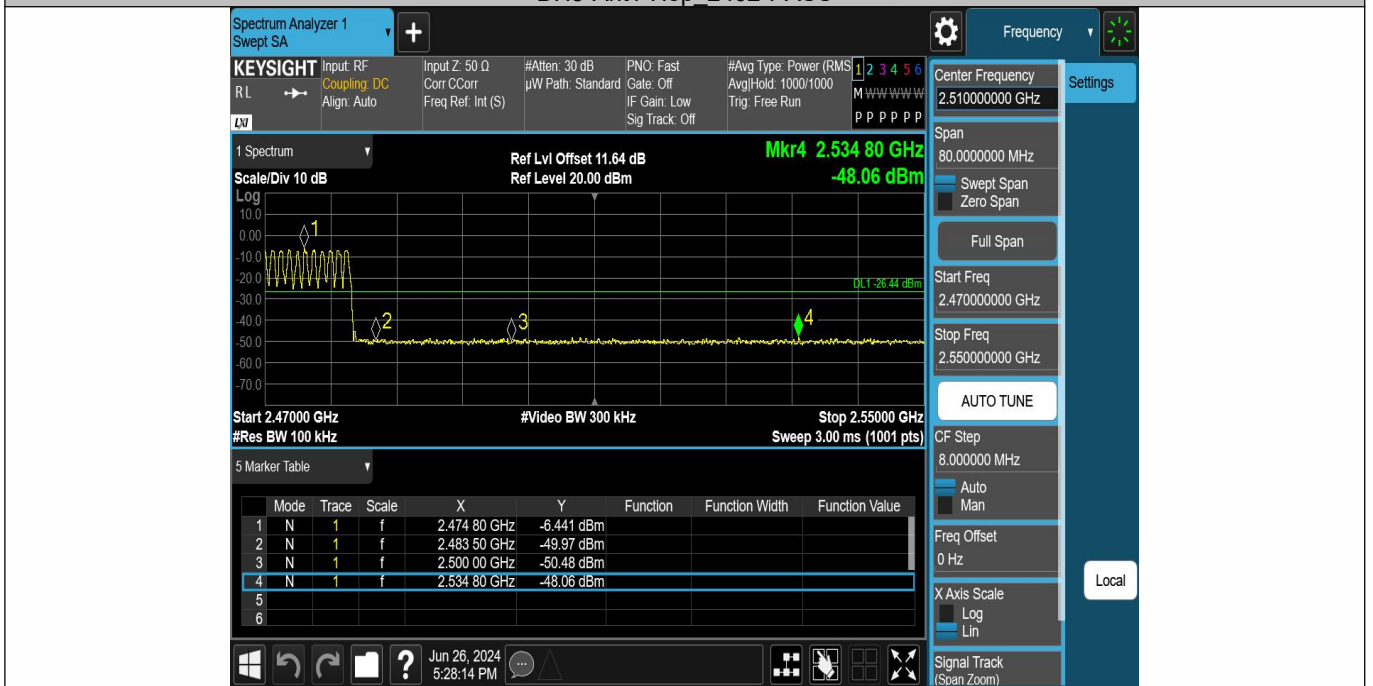 Spectrum Analyzer 1
Swept SA
+
Frequency
KEYSIGHT
RL
LXI
Input: RF
Coupling: DC
Align: Auto
Input Z: 50 Ω
Corr CCorr
Freq Ref: Int (S)
#Atten: 30 dB
µW Path: Standard
PNO: Fast
Gate: Off
IF Gain: Low
Sig Track: Off
#Avg Type: Power (RMS
Avg|Hold: 1000/1000
Trig: Free Run
1 2 3 4 5 6
M W W W W W
P P P P P P
1 Spectrum
Scale/Div 10 dB
Ref Lvl Offset 11.64 dB
Ref Level 20.00 dBm
Mkr4 2.534 80 GHz
-48.06 dBm
Log
10.0
0.00
-10.0
-20.0
-30.0
-40.0
-50.0
-60.0
-70.0
1
2
3
4
DL1 -26.44 dBm
Start 2.47000 GHz
#Res BW 100 kHz
#Video BW 300 kHz
Stop 2.55000 GHz
Sweep 3.00 ms (1001 pts)
5 Marker Table
Mode Trace Scale X Y Function Function Width Function Value
1 N 1 f 2.474 80 GHz -6.441 dBm
2 N 1 f 2.483 50 GHz -49.97 dBm
3 N 1 f 2.500 00 GHz -50.48 dBm
4 N 1 f 2.534 80 GHz -48.06 dBm
5
6
?
Jun 26, 2024
5:28:14 PM
Center Frequency
2.510000000 GHz
Settings
Span
80.0000000 MHz
Swept Span
Zero Span
Full Span
Start Freq
2.470000000 GHz
Stop Freq
2.550000000 GHz
AUTO TUNE
CF Step
8.000000 MHz
Auto
Man
Freq Offset
0 Hz
Local
X Axis Scale
Log
Lin
Signal Track
(Span Zoom)